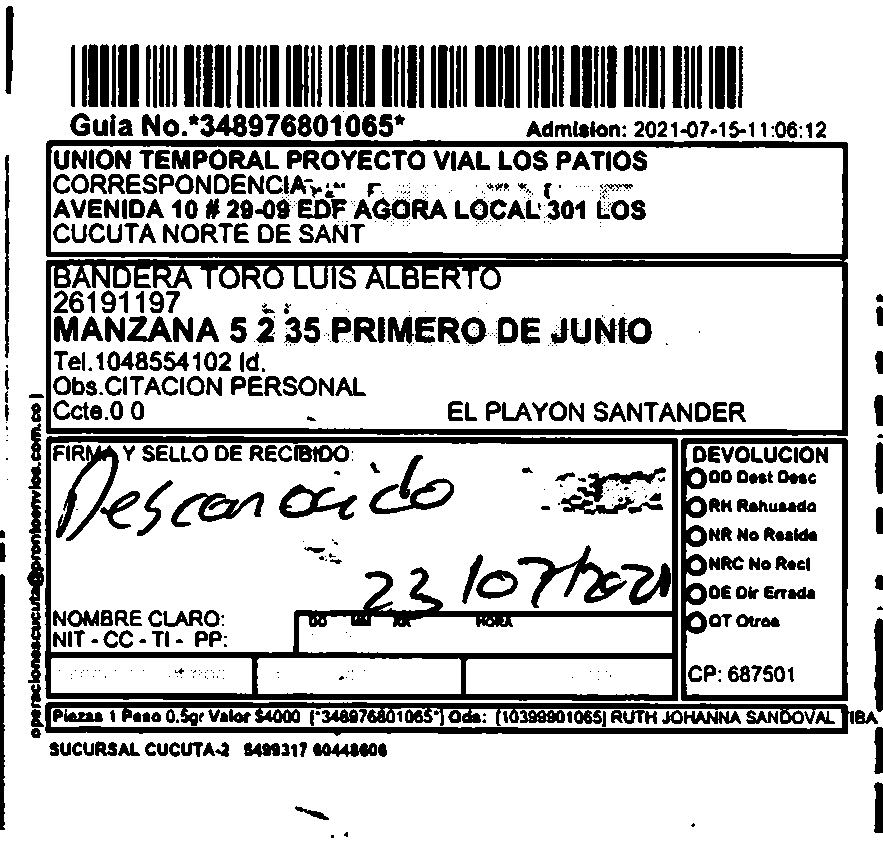 Guia No.*348976801065*
Admision: 2021-07-15-11:06:12
UNION TEMPORAL PROYECTO VIAL LOS PATIOS
CORRESPONDENCIA
AVENIDA 10 # 29-09 EDF AGORA LOCAL 301 LOS
CUCUTA NORTE DE SANT
BANDERA TORO LUIS ALBERTO
26191197
MANZANA 5 2 35 PRIMERO DE JUNIO
Tel.1048554102 Id.
Obs.CITACION PERSONAL
Ccte.0 0 EL PLAYON SANTANDER
operacionescucuta@prontoenvios.com.co
FIRMA Y SELLO DE RECIBIDO:
Desconocido
23/07/2021
NOMBRE CLARO:
DD MM AA HORA
NIT - CC - TI - PP:
DEVOLUCION
DD Dest Desc
RH Rehusado
NR No Reside
NRC No Recl
DE Dir Errada
OT Otros
CP: 687501
Piezas 1 Peso 0.5gr Valor $4000 [*348976801065*] Ods: [10399901065] RUTH JOHANNA SANDOVAL TIBA
SUCURSAL CUCUTA-2 5499317 60448606